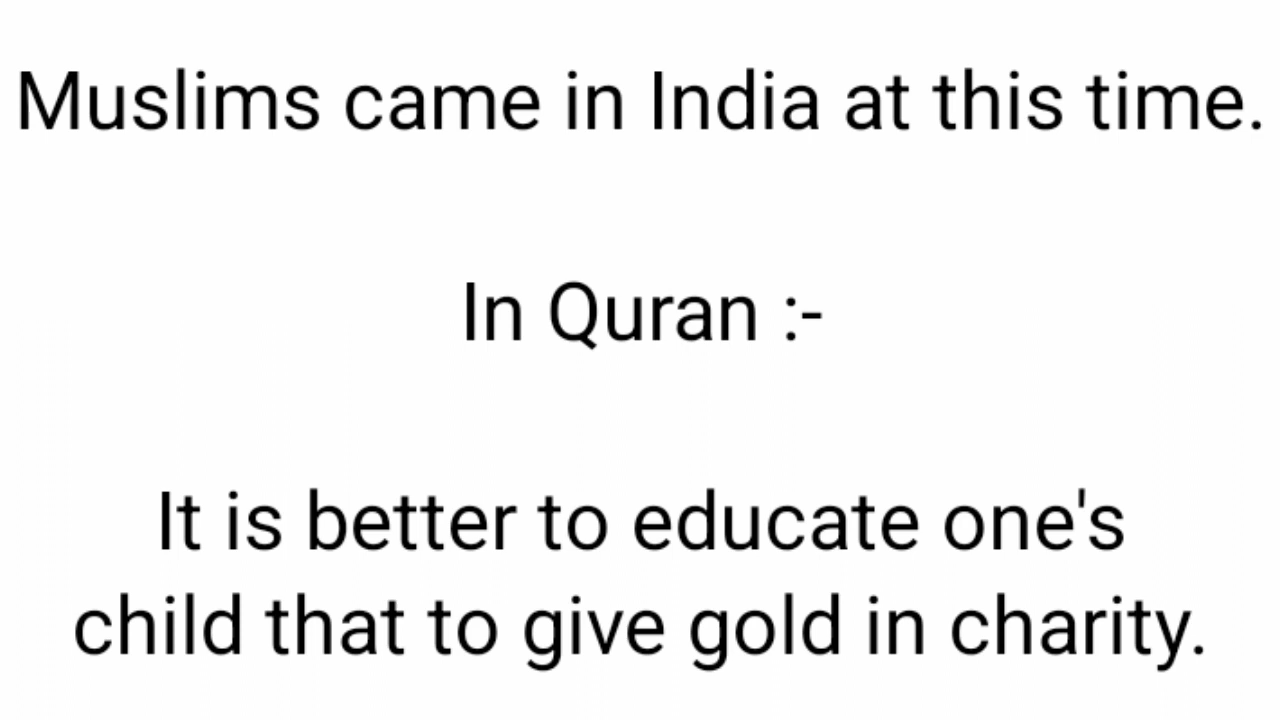 Muslims came in India at this time.
In Quran :-
It is better to educate one's
child that to give gold in charity.